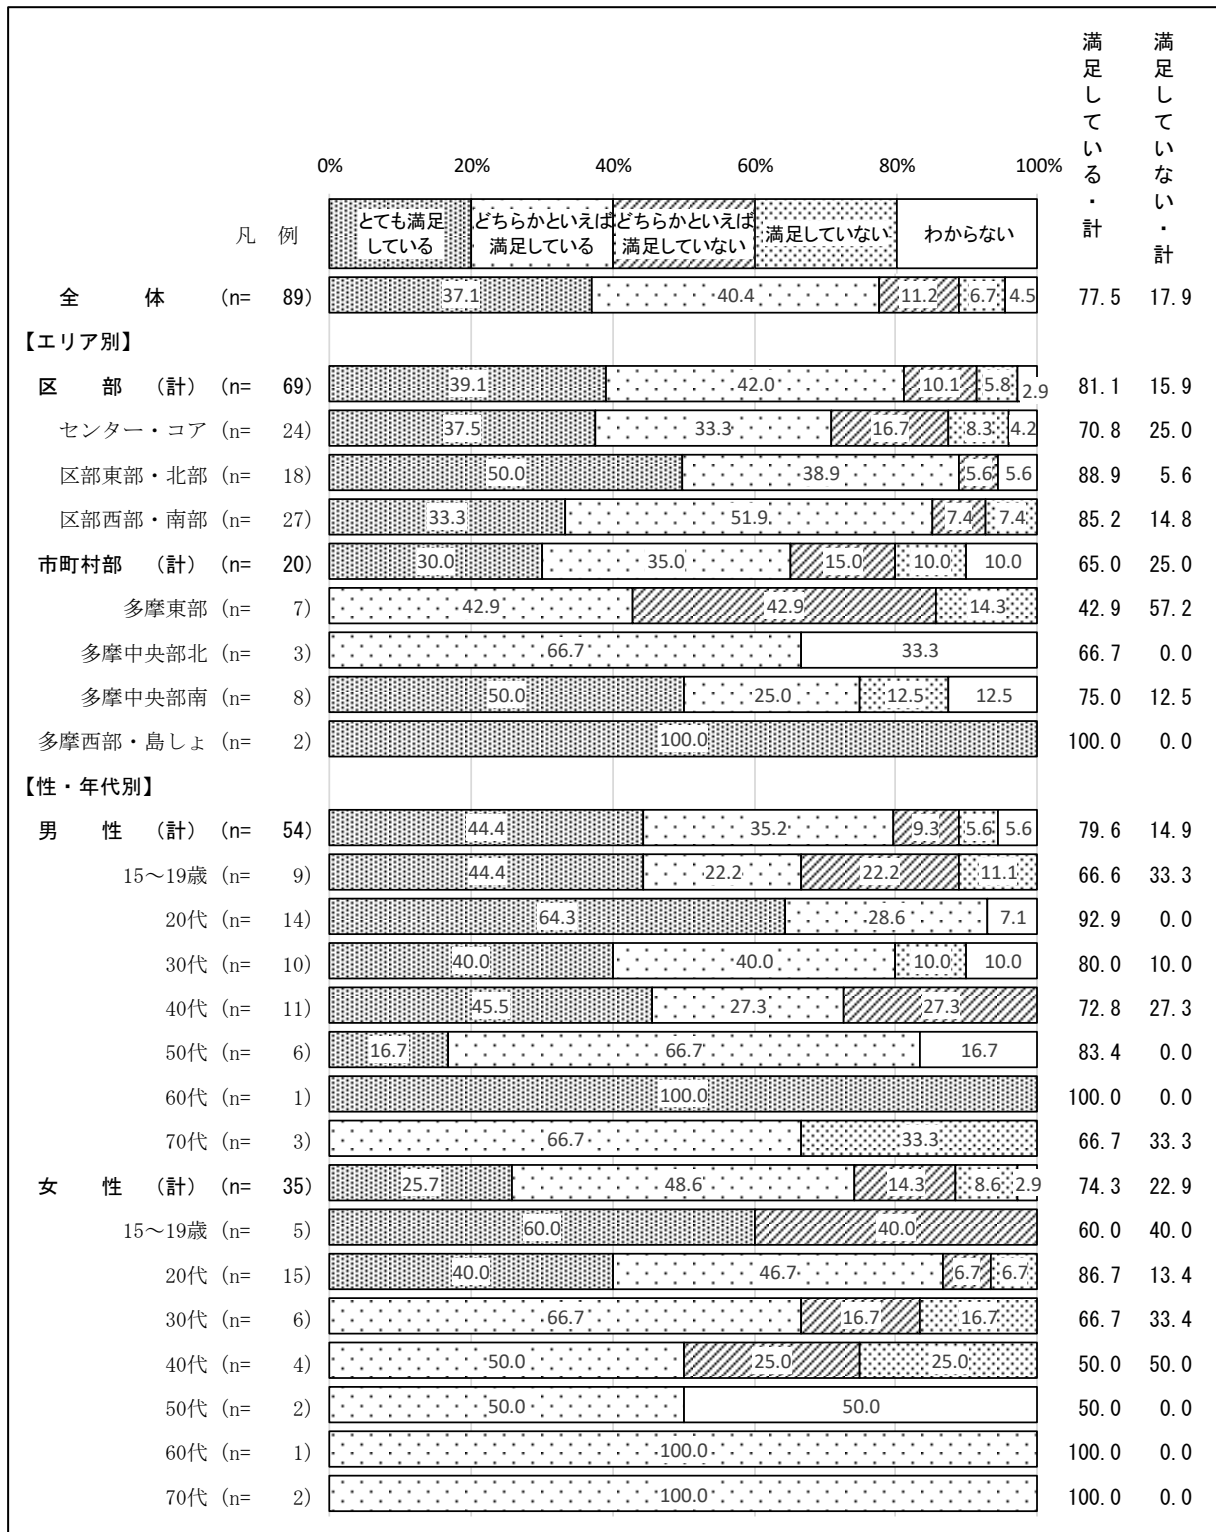 満足している・計
満足していない・計
0% 20% 40% 60% 80% 100%
凡 例 とても満足している どちらかといえば満足している どちらかといえば満足していない 満足していない わからない
全 体 (n= 89) 37.1 40.4 11.2 6.7 4.5 77.5 17.9
【エリア別】
区 部 (計) (n= 69) 39.1 42.0 10.1 5.8 2.9 81.1 15.9
センター・コア (n= 24) 37.5 33.3 16.7 8.3 4.2 70.8 25.0
区部東部・北部 (n= 18) 50.0 38.9 5.6 5.6 88.9 5.6
区部西部・南部 (n= 27) 33.3 51.9 7.4 7.4 85.2 14.8
市町村部 (計) (n= 20) 30.0 35.0 15.0 10.0 10.0 65.0 25.0
多摩東部 (n= 7) 42.9 42.9 14.3 42.9 57.2
多摩中央部北 (n= 3) 66.7 33.3 66.7 0.0
多摩中央部南 (n= 8) 50.0 25.0 12.5 12.5 75.0 12.5
多摩西部・島しょ (n= 2) 100.0 100.0 0.0
【性・年代別】
男 性 (計) (n= 54) 44.4 35.2 9.3 5.6 5.6 79.6 14.9
15～19歳 (n= 9) 44.4 22.2 22.2 11.1 66.6 33.3
20代 (n= 14) 64.3 28.6 7.1 92.9 0.0
30代 (n= 10) 40.0 40.0 10.0 10.0 80.0 10.0
40代 (n= 11) 45.5 27.3 27.3 72.8 27.3
50代 (n= 6) 16.7 66.7 16.7 83.4 0.0
60代 (n= 1) 100.0 100.0 0.0
70代 (n= 3) 66.7 33.3 66.7 33.3
女 性 (計) (n= 35) 25.7 48.6 14.3 8.6 2.9 74.3 22.9
15～19歳 (n= 5) 60.0 40.0 60.0 40.0
20代 (n= 15) 40.0 46.7 6.7 6.7 86.7 13.4
30代 (n= 6) 66.7 16.7 16.7 66.7 33.4
40代 (n= 4) 50.0 25.0 25.0 50.0 50.0
50代 (n= 2) 50.0 50.0 50.0 0.0
60代 (n= 1) 100.0 100.0 0.0
70代 (n= 2) 100.0 100.0 0.0